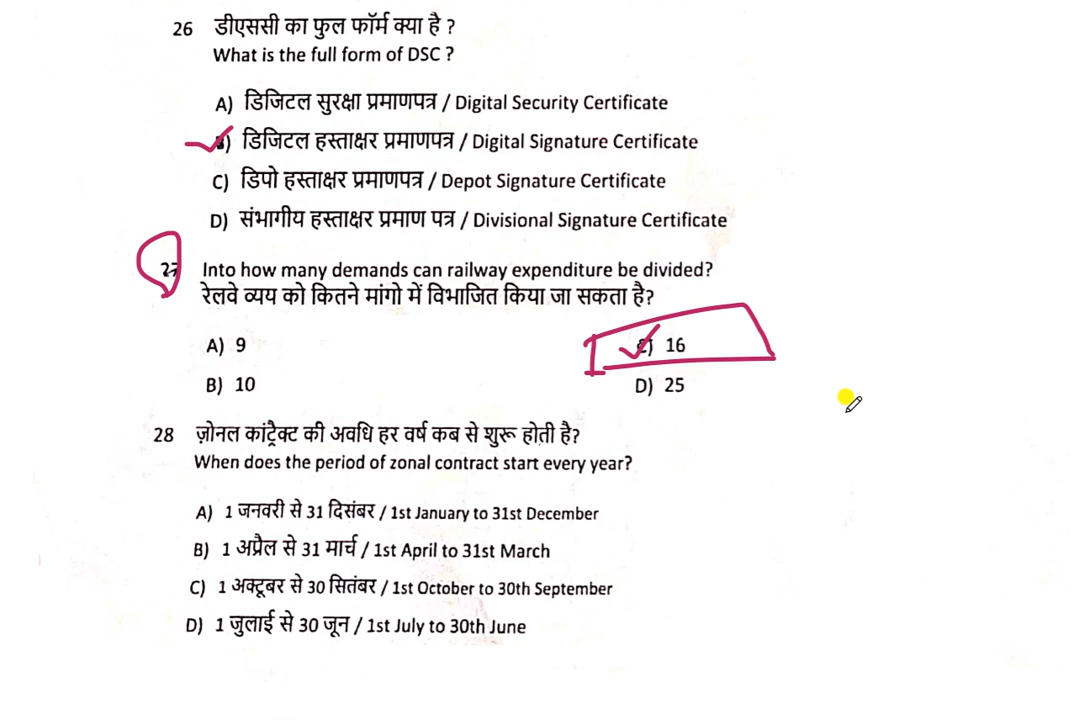 26 डीएससी का फुल फॉर्म क्या है ?
What is the full form of DSC ?
A) डिजिटल सुरक्षा प्रमाणपत्र / Digital Security Certificate
B) डिजिटल हस्ताक्षर प्रमाणपत्र / Digital Signature Certificate
C) डिपो हस्ताक्षर प्रमाणपत्र / Depot Signature Certificate
D) संभागीय हस्ताक्षर प्रमाण पत्र / Divisional Signature Certificate
27 Into how many demands can railway expenditure be divided?
रेलवे व्यय को कितने मांगो में विभाजित किया जा सकता है?
A) 9
C) 16
B) 10
D) 25
28 ज़ोनल कांट्रैक्ट की अवधि हर वर्ष कब से शुरू होती है?
When does the period of zonal contract start every year?
A) 1 जनवरी से 31 दिसंबर / 1st January to 31st December
B) 1 अप्रैल से 31 मार्च / 1st April to 31st March
C) 1 अक्टूबर से 30 सितंबर / 1st October to 30th September
D) 1 जुलाई से 30 जून / 1st July to 30th June